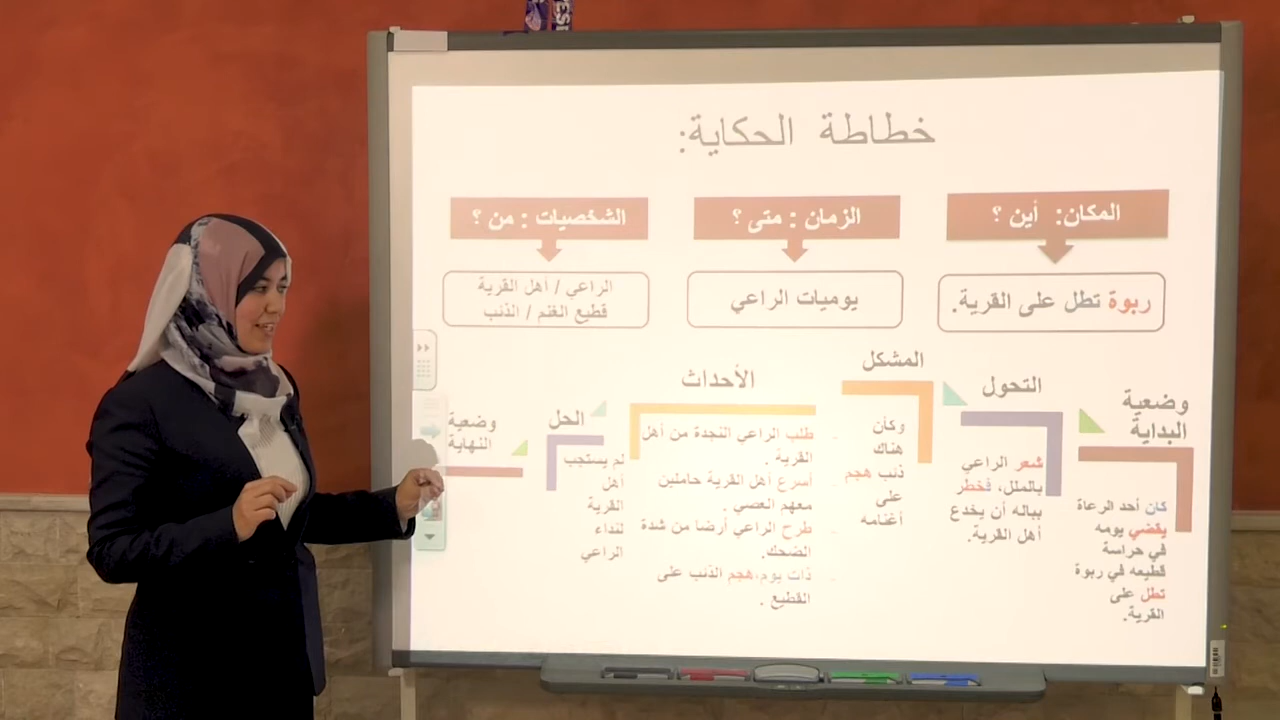 خطاطة الحكاية:
المكان: أين ؟
الزمان : متى ؟
الشخصيات : من ؟
ربوة تطل على القرية.
يوميات الراعي
الراعي / أهل القرية
قطيع الغنم / الذئب
وضعية
البداية
كان أحد الرعاة
يقضي يومه
في حراسة
قطيعه في ربوة
تطل على
القرية.
التحول
شعر الراعي
بالملل، فخطر
بباله أن يخدع
أهل القرية.
المشكل
وكأن
هناك
ذئب هجم
على
أغنامه
الأحداث
طلب الراعي النجدة من أهل
القرية .
أسرع أهل القرية حاملين
معهم العصي .
طرح الراعي أرضا من شدة
الضحك.
ذات يوم،هجم الذئب على
القطيع .
الحل
لم يستجب
أهل
القرية
لنداء
الراعي
وضعية
النهاية